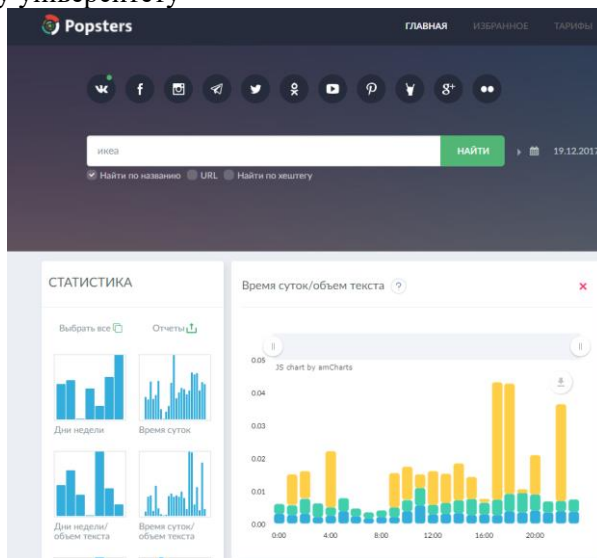 у університету
Popsters
ГЛАВНАЯ ИЗБРАННОЕ ТАРИФЫ
икеа
НАЙТИ
19.12.2017
Найти по названию URL Найти по хештегу
СТАТИСТИКА
Выбрать все Отчеты
Дни недели Время суток
Дни недели/ Время суток/
объем текста объем текста
Время суток/объем текста ?
JS chart by amCharts
0.05
0.04
0.03
0.02
0.01
0.00
0:00 4:00 8:00 12:00 16:00 20:00